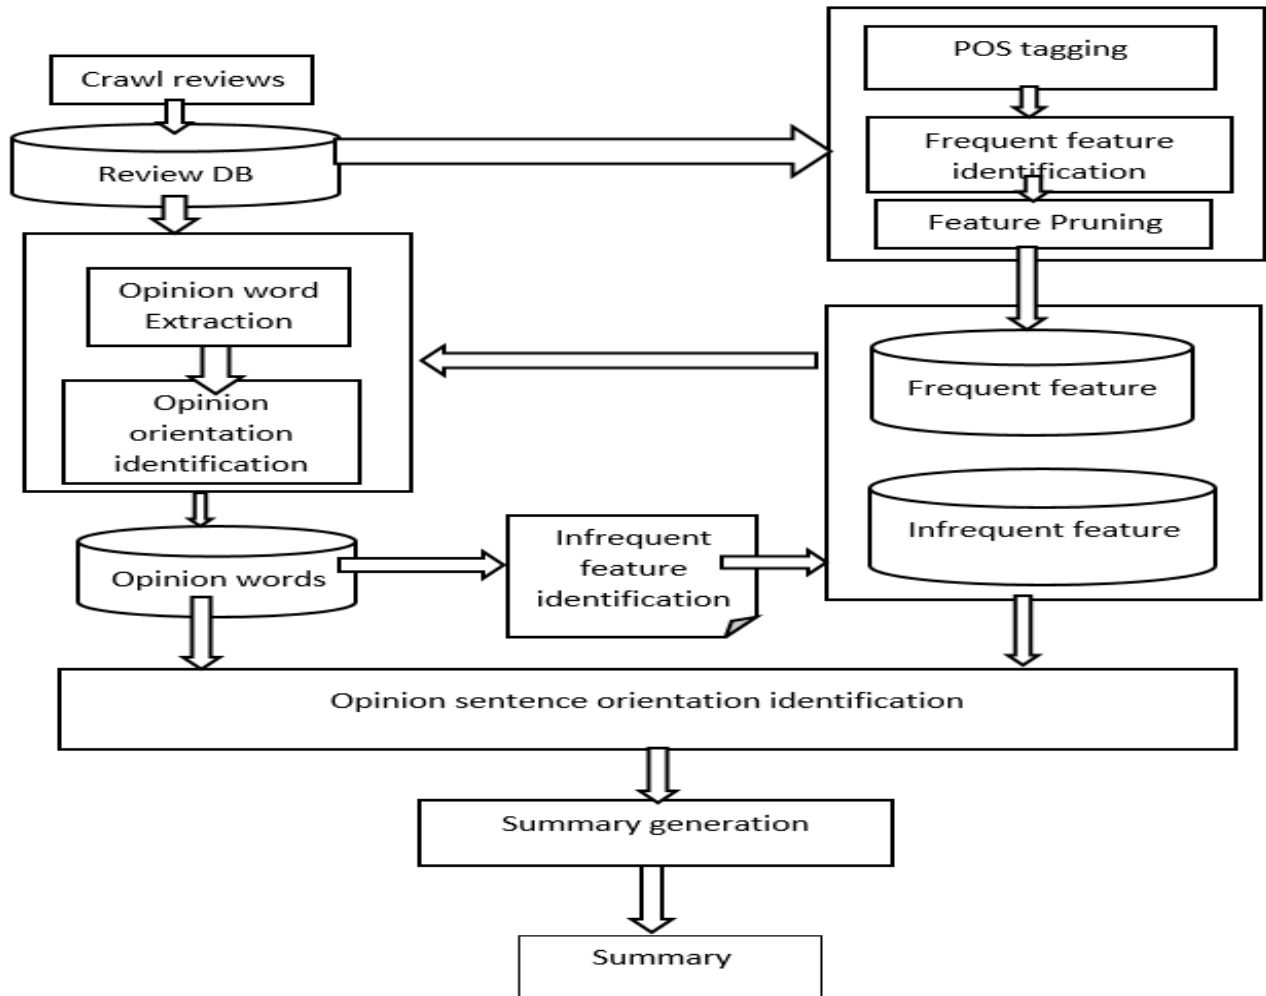 Crawl reviews
Review DB
POS tagging
Frequent feature
identification
Feature Pruning
Opinion word
Extraction
Opinion
orientation
identification
Frequent feature
Infrequent feature
Opinion words
Infrequent
feature
identification
Opinion sentence orientation identification
Summary generation
Summary